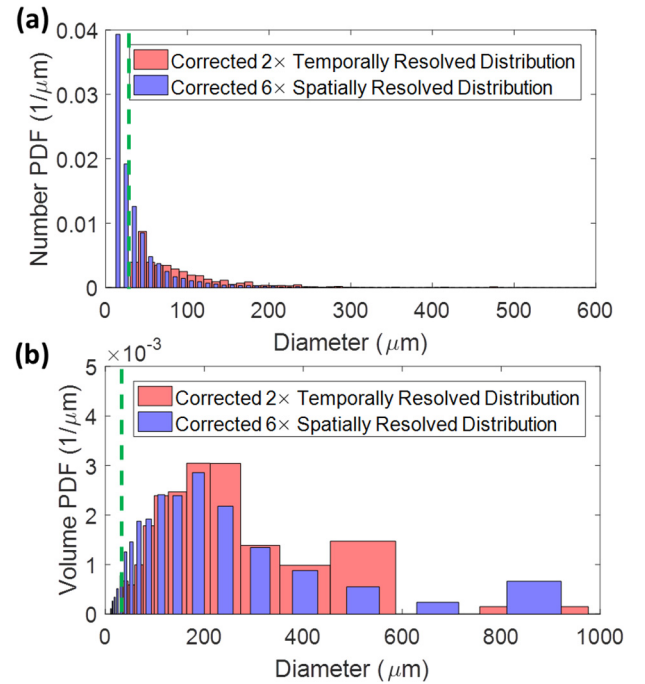 (a)
0.04
0.03
0.02
0.01
0
Number PDF (1/μm)
Corrected 2× Temporally Resolved Distribution
Corrected 6× Spatially Resolved Distribution
0 100 200 300 400 500 600
Diameter (μm)
(b)
×10⁻³
5
4
3
2
1
0
Volume PDF (1/μm)
Corrected 2× Temporally Resolved Distribution
Corrected 6× Spatially Resolved Distribution
0 200 400 600 800 1000
Diameter (μm)